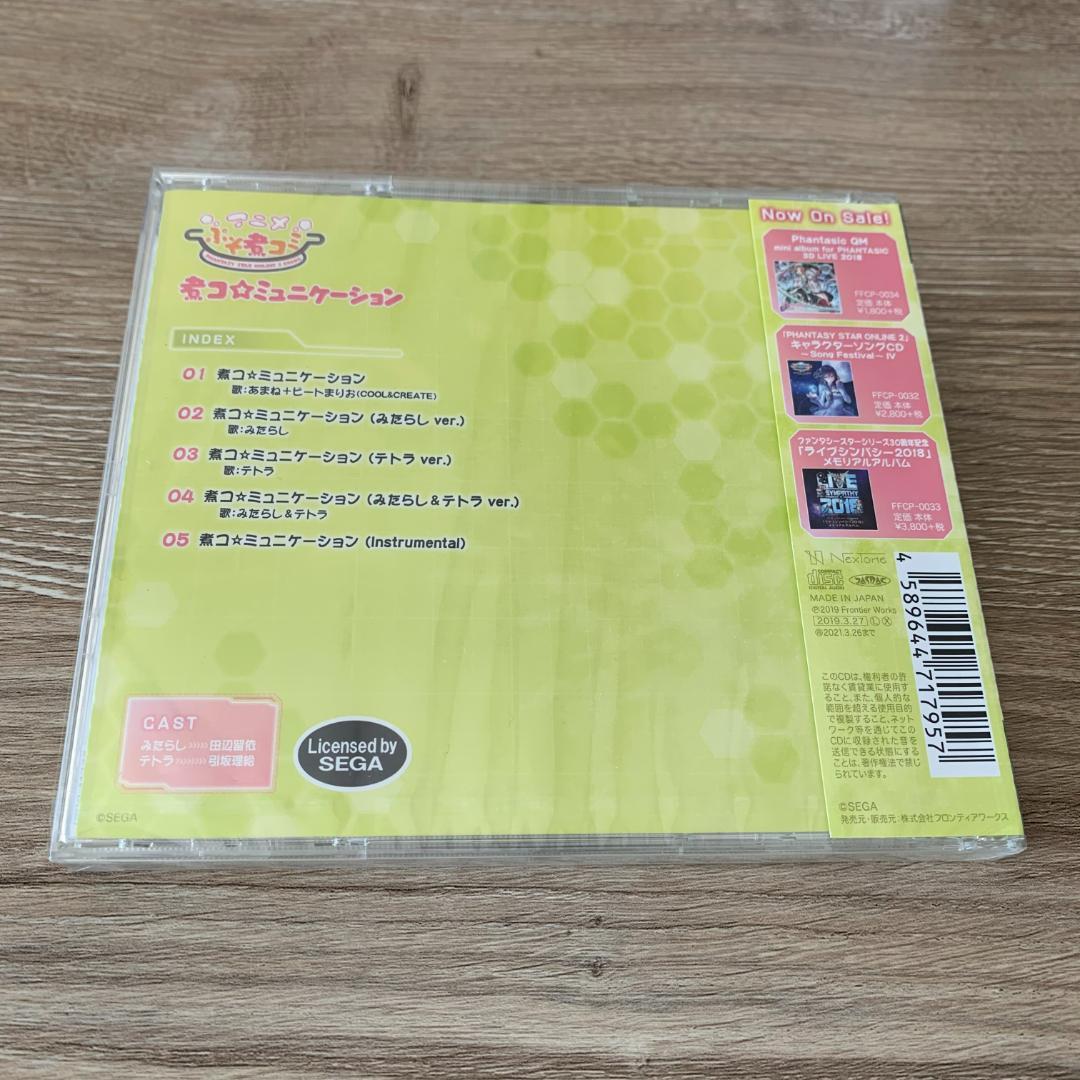 アニメ
ぷそ煮コミ
PHANTASY STAR ONLINE 2 COMIC
煮コ☆ミュニケーション
INDEX
01 煮コ☆ミュニケーション
歌:あまね+ビートまりお(COOL&CREATE)
02 煮コ☆ミュニケーション (みたらし ver.)
歌:みたらし
03 煮コ☆ミュニケーション (テトラ ver.)
歌:テトラ
04 煮コ☆ミュニケーション (みたらし&テトラ ver.)
歌:みたらし&テトラ
05 煮コ☆ミュニケーション (Instrumental)
CAST
みたらし>>>>>田辺留依
テトラ>>>>>>引坂理絵
Licensed by
SEGA
©SEGA
Now On Sale!
Phantasic QM
mini album for PHANTASIC
3D LIVE 2018
FFCP-0034
定価 本体
¥1,800+税
「PHANTASY STAR ONLINE 2」
キャラクターソングCD
~Song Festival~ IV
FFCP-0032
定価 本体
¥2,800+税
ファンタシースターシリーズ30周年記念
「ライブシンパシー2018」
メモリアルアルバム
LIVE
SYMPATHY
2018
FFCP-0033
定価 本体
¥3,800+税
NexTone
COMPACT
disc
DIGITAL AUDIO
MADE IN JAPAN
Ⓟ2019 Frontier Works
2019.3.27 Ⓛ Ⓧ
2021.3.26まで
4 589644 717957
このCDは、権利者の許
諾なく賃貸業に使用す
ること、また、個人的な
範囲を超える使用目的
で複製すること、ネット
ワーク等を通じてこの
CDに収録された音を
送信できる状態にする
ことは、著作権法で禁じ
られています。
©SEGA
発売元・販売元:株式会社フロンティアワークス